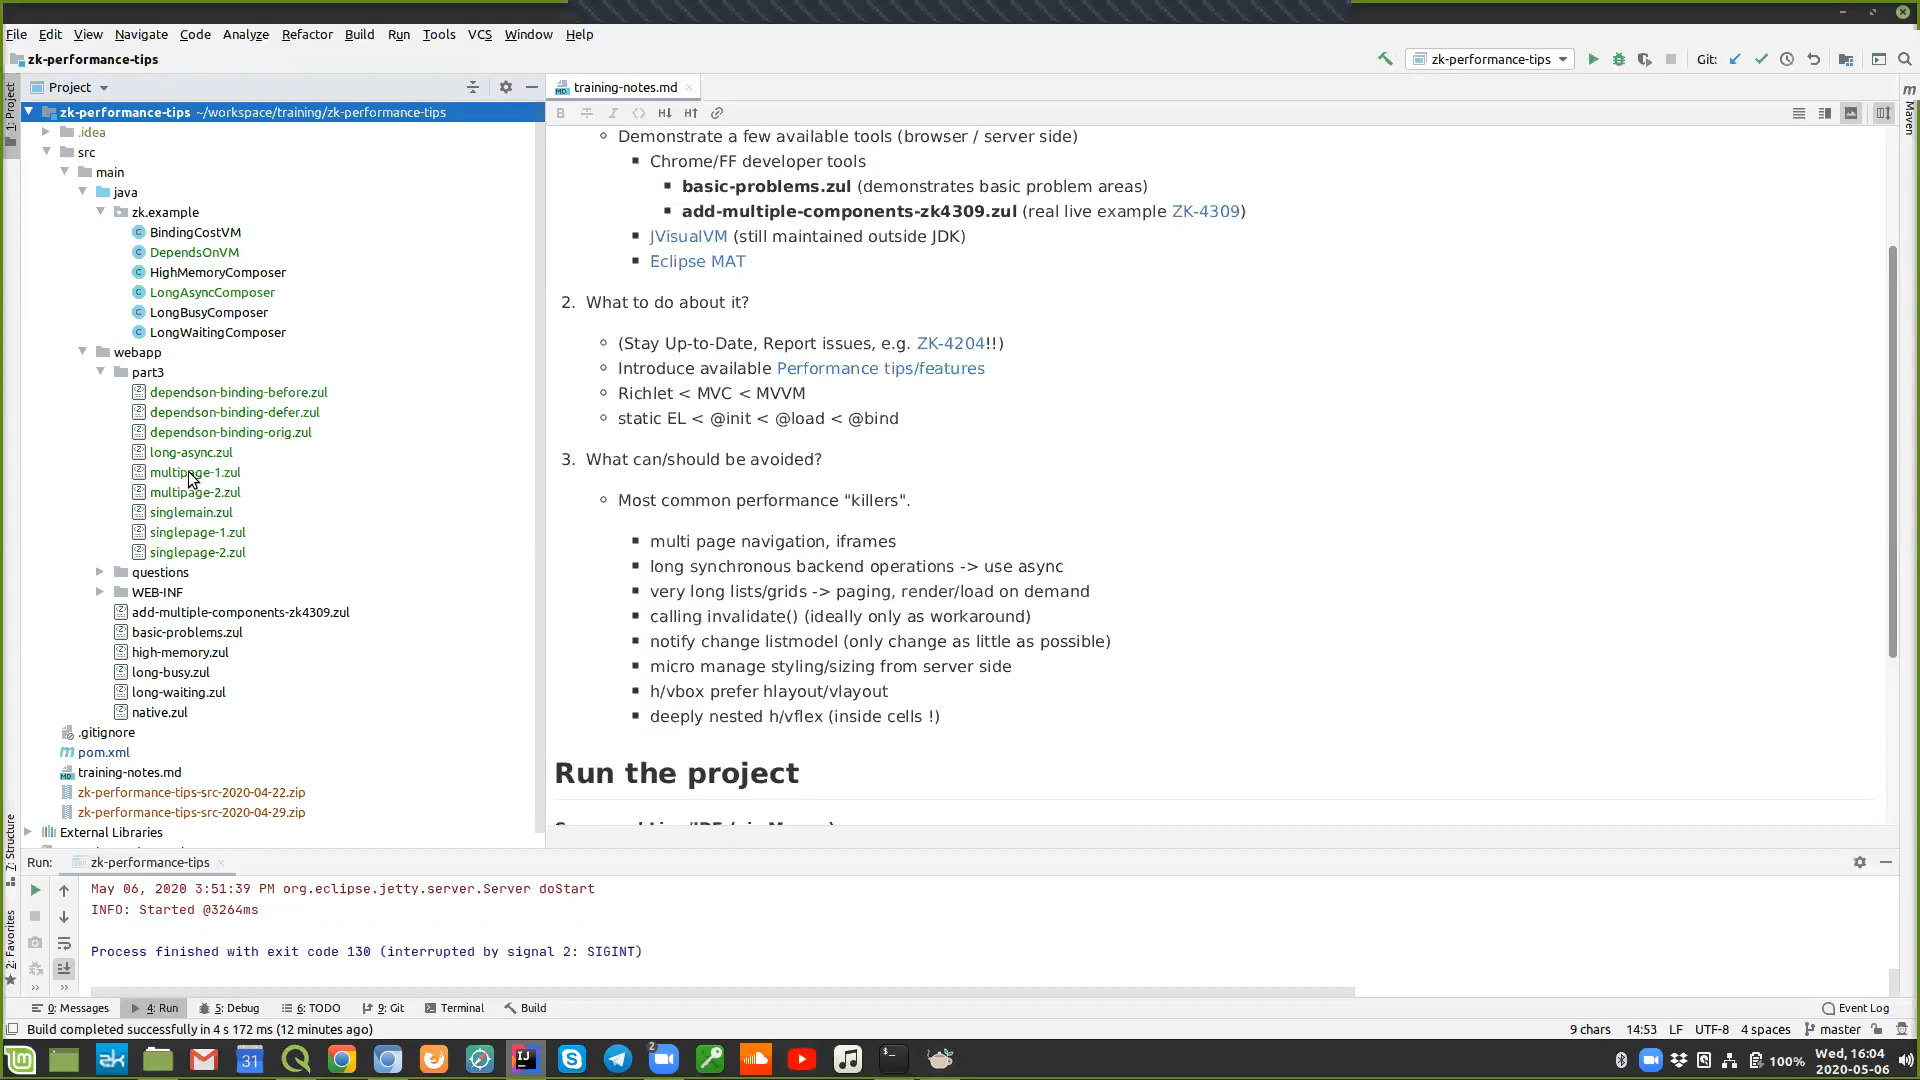 File Edit View Navigate Code Analyze Refactor Build Run Tools VCS Window Help
zk-performance-tips
zk-performance-tips
Git:
1: Project
Project
training-notes.md
Maven
zk-performance-tips ~/workspace/training/zk-performance-tips
.idea
src
main
java
zk.example
BindingCostVM
DependsOnVM
HighMemoryComposer
LongAsyncComposer
LongBusyComposer
LongWaitingComposer
webapp
part3
dependson-binding-before.zul
dependson-binding-defer.zul
dependson-binding-orig.zul
long-async.zul
multipage-1.zul
multipage-2.zul
singlemain.zul
singlepage-1.zul
singlepage-2.zul
questions
WEB-INF
add-multiple-components-zk4309.zul
basic-problems.zul
high-memory.zul
long-busy.zul
long-waiting.zul
native.zul
.gitignore
pom.xml
training-notes.md
zk-performance-tips-src-2020-04-22.zip
zk-performance-tips-src-2020-04-29.zip
External Libraries
Demonstrate a few available tools (browser / server side)
Chrome/FF developer tools
basic-problems.zul (demonstrates basic problem areas)
add-multiple-components-zk4309.zul (real live example ZK-4309)
JVisualVM (still maintained outside JDK)
Eclipse MAT
2. What to do about it?
(Stay Up-to-Date, Report issues, e.g. ZK-4204!!)
Introduce available Performance tips/features
Richlet < MVC < MVVM
static EL < @init < @load < @bind
3. What can/should be avoided?
Most common performance "killers".
multi page navigation, iframes
long synchronous backend operations -> use async
very long lists/grids -> paging, render/load on demand
calling invalidate() (ideally only as workaround)
notify change listmodel (only change as little as possible)
micro manage styling/sizing from server side
h/vbox prefer hlayout/vlayout
deeply nested h/vflex (inside cells !)
Run the project
7: Structure
2: Favorites
Run: zk-performance-tips
May 06, 2020 3:51:39 PM org.eclipse.jetty.server.Server doStart
INFO: Started @3264ms
Process finished with exit code 130 (interrupted by signal 2: SIGINT)
0: Messages 4: Run 5: Debug 6: TODO 9: Git Terminal Build Event Log
Build completed successfully in 4 s 172 ms (12 minutes ago) 9 chars 14:53 LF UTF-8 4 spaces master
zk 31 IJ 2 100% Wed, 16:04
2020-05-06